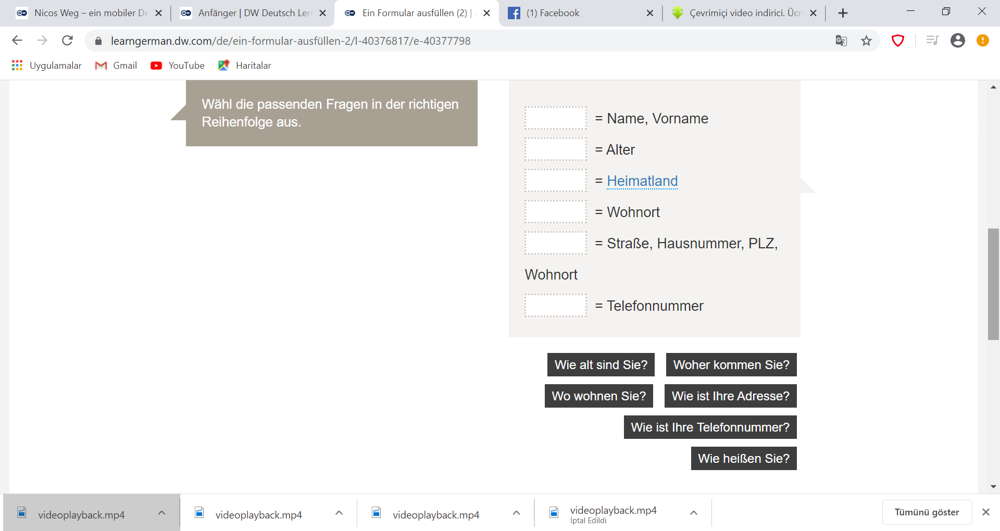 Nicos Weg – ein mobiler De
Anfänger | DW Deutsch Lern
Ein Formular ausfüllen (2) |
(1) Facebook
Çevrimiçi video indirici. Ücre
learngerman.dw.com/de/ein-formular-ausfüllen-2/l-40376817/e-40377798
Uygulamalar
Gmail
YouTube
Haritalar
Wähl die passenden Fragen in der richtigen
Reihenfolge aus.
= Name, Vorname
= Alter
= Heimatland
= Wohnort
= Straße, Hausnummer, PLZ,
Wohnort
= Telefonnummer
Wie alt sind Sie? Woher kommen Sie?
Wo wohnen Sie? Wie ist Ihre Adresse?
Wie ist Ihre Telefonnummer?
Wie heißen Sie?
videoplayback.mp4
videoplayback.mp4
videoplayback.mp4
videoplayback.mp4
İptal Edildi
Tümünü göster